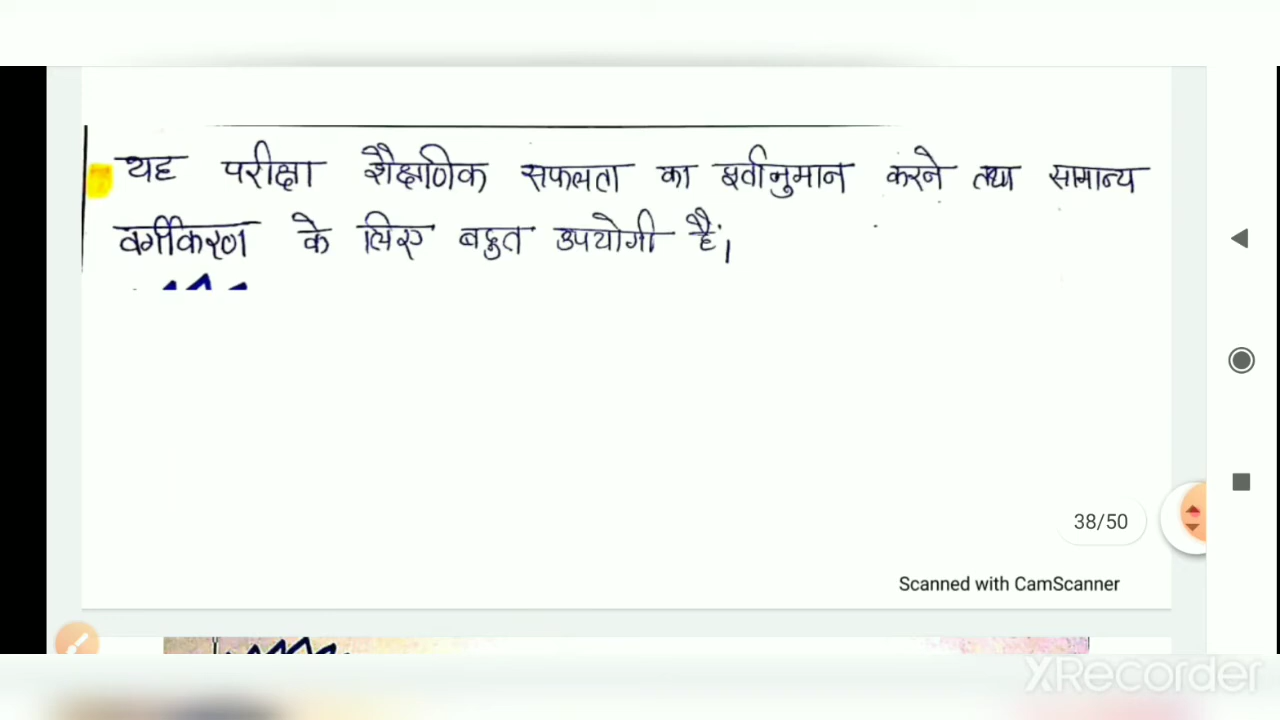 यह परीक्षा शैक्षणिक सफलता का पूर्वानुमान करने तथा सामान्य
वर्गीकरण के लिए बहुत उपयोगी है।
38/50
Scanned with CamScanner
XRecorder